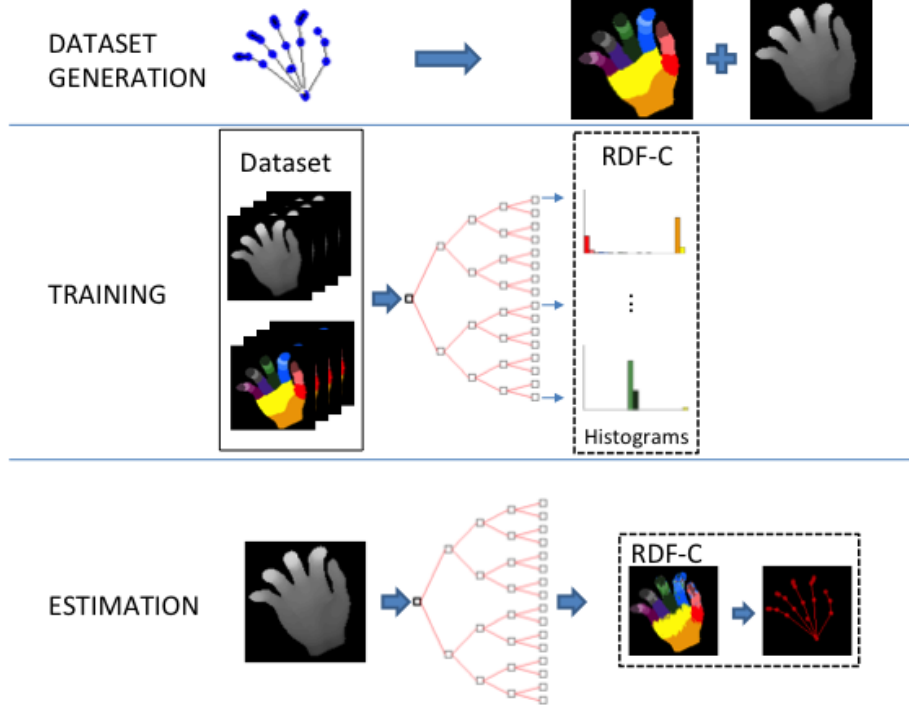 DATASET
GENERATION
TRAINING
Dataset
RDF-C
Histograms
ESTIMATION
RDF-C